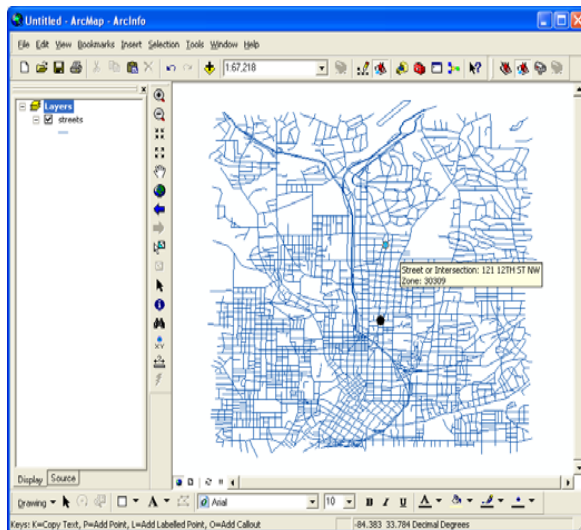 Untitled - ArcMap - ArcInfo
File Edit View Bookmarks Insert Selection Tools Window Help
1:67,218
Layers
streets
Street or Intersection: 121 12TH ST NW
Zone: 30309
XY
Display Source
Drawing
Arial
10
B I U A
Keys: K=Copy Text, P=Add Point, L=Add Labelled Point, O=Add Callout
-84.383 33.784 Decimal Degrees